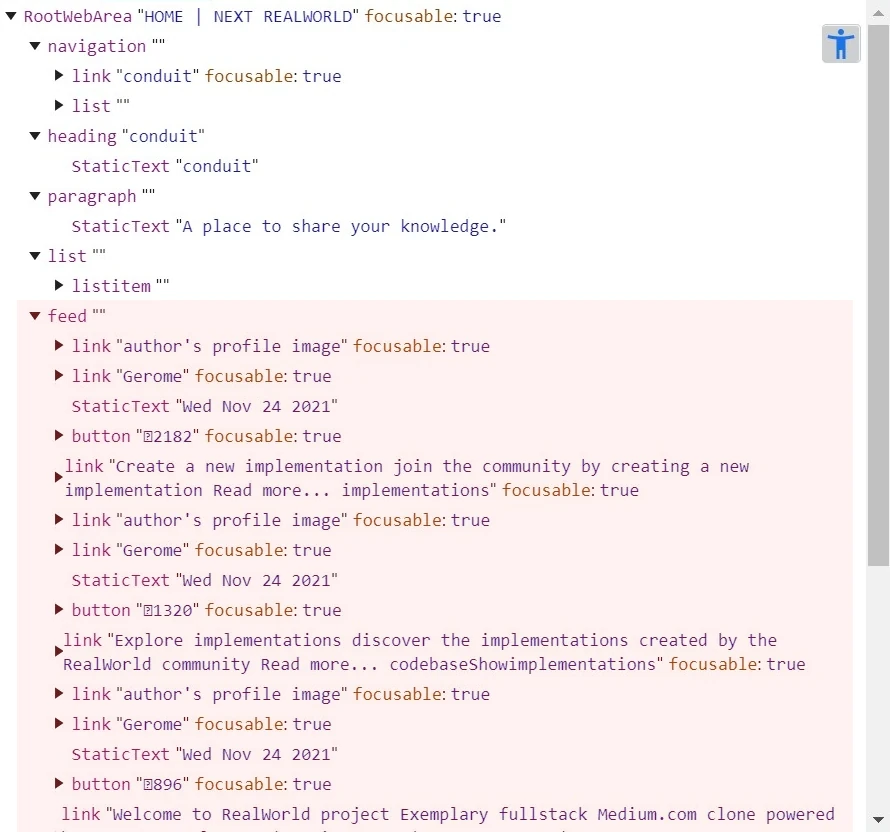 RootWebArea "HOME | NEXT REALWORLD" focusable: true
navigation ""
link "conduit" focusable: true
list ""
heading "conduit"
StaticText "conduit"
paragraph ""
StaticText "A place to share your knowledge."
list ""
listitem ""
feed ""
link "author's profile image" focusable: true
link "Gerome" focusable: true
StaticText "Wed Nov 24 2021"
button "2182" focusable: true
link "Create a new implementation join the community by creating a new
implementation Read more... implementations" focusable: true
link "author's profile image" focusable: true
link "Gerome" focusable: true
StaticText "Wed Nov 24 2021"
button "1320" focusable: true
link "Explore implementations discover the implementations created by the
RealWorld community Read more... codebaseShowimplementations" focusable: true
link "author's profile image" focusable: true
link "Gerome" focusable: true
StaticText "Wed Nov 24 2021"
button "896" focusable: true
link "Welcome to RealWorld project Exemplary fullstack Medium.com clone powered